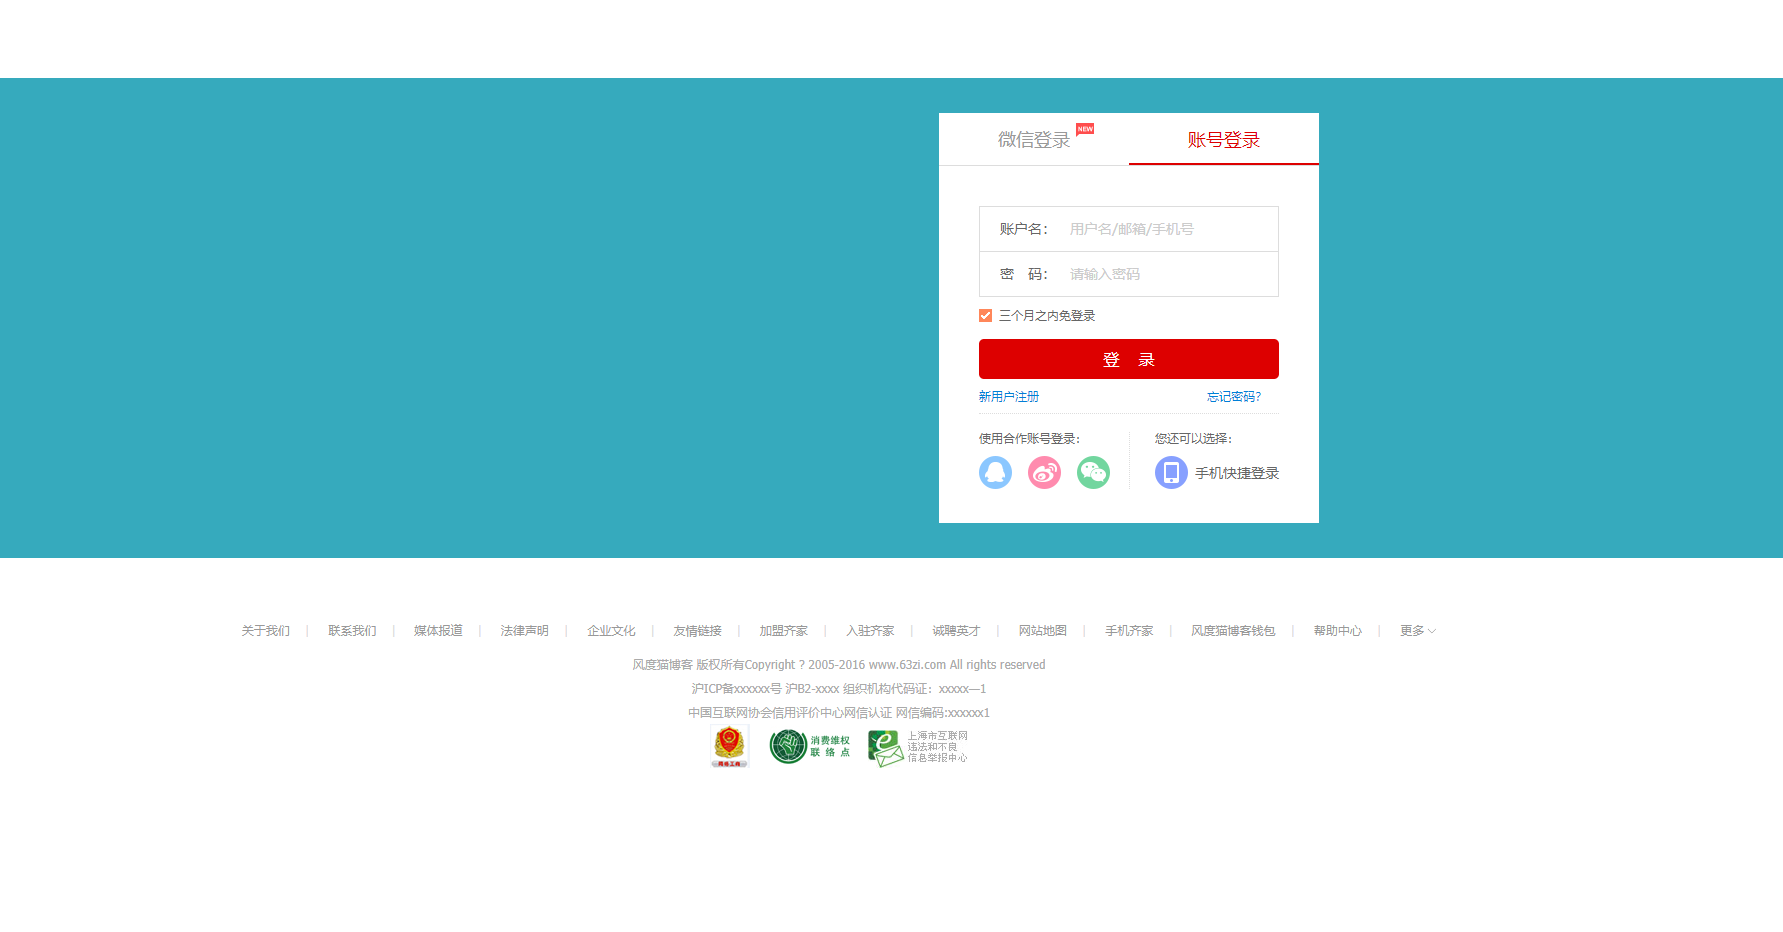 微信登录 NEW 账号登录
账户名： 用户名/邮箱/手机号
密 码： 请输入密码
三个月之内免登录
登 录
新用户注册 忘记密码?
使用合作账号登录： 您还可以选择：
手机快捷登录
关于我们 | 联系我们 | 媒体报道 | 法律声明 | 企业文化 | 友情链接 | 加盟齐家 | 入驻齐家 | 诚聘英才 | 网站地图 | 手机齐家 | 风度猫博客钱包 | 帮助中心 | 更多
风度猫博客 版权所有Copyright ? 2005-2016 www.63zi.com All rights reserved
沪ICP备xxxxxx号 沪B2-xxxx 组织机构代码证：xxxxx—1
中国互联网协会信用评价中心网信认证 网信编码:xxxxxx1
网络工商
消费维权
联络点
上海市互联网
违法和不良
信息举报中心